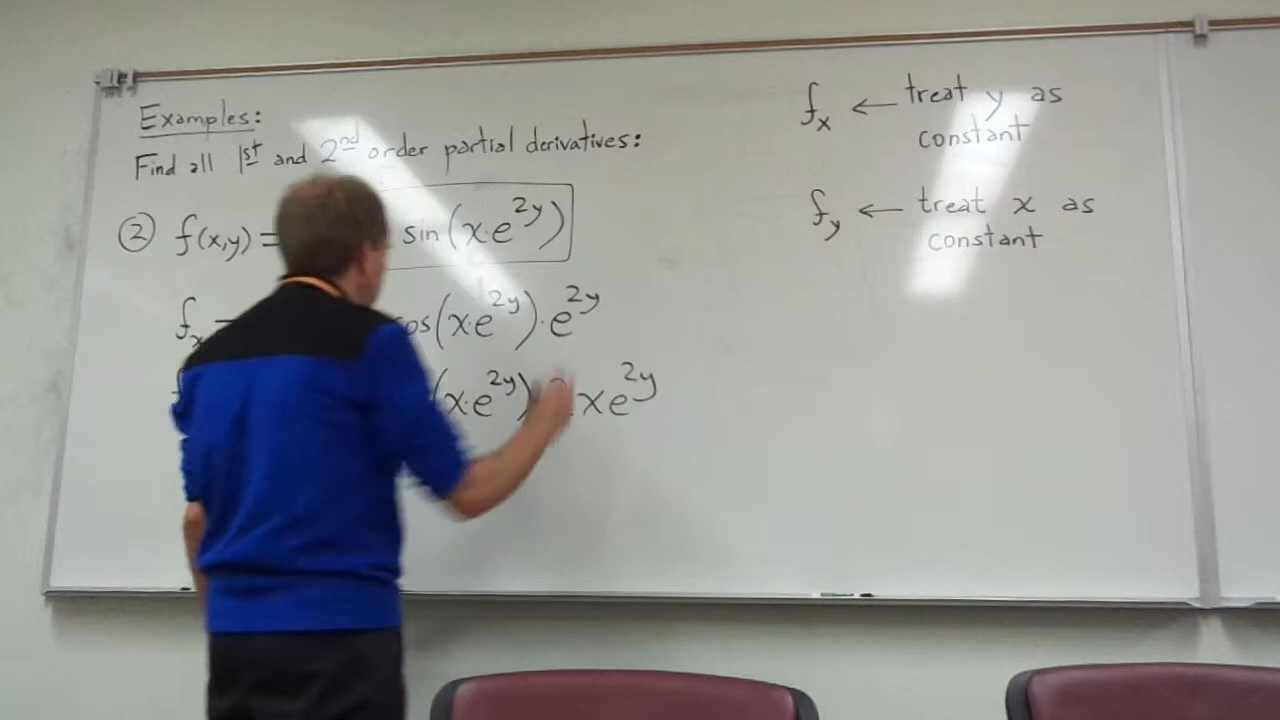 Examples:
Find all 1st and 2nd order partial derivatives:
② f(x,y) = sin(x·e^{2y})
f_x os(x·e^{2y})·e^{2y}
(x·e^{2y}) xe^{2y}
f_x ← treat y as
constant
f_y ← treat x as
constant